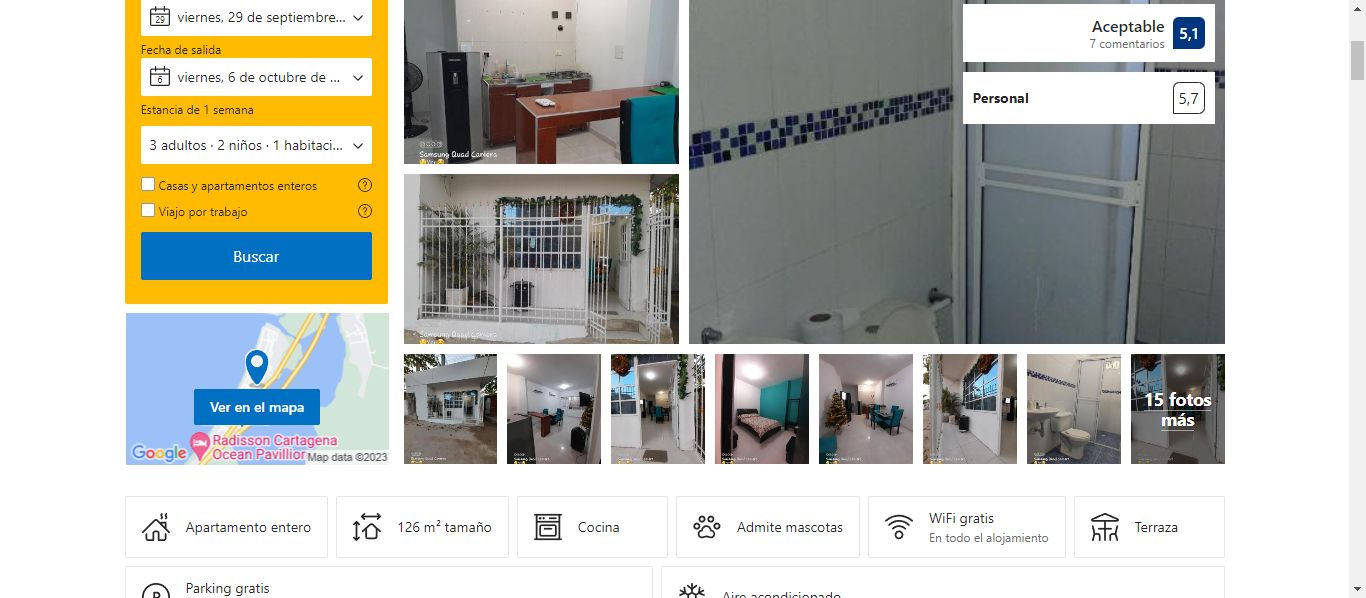 29
viernes, 29 de septiembre...
Fecha de salida
6
viernes, 6 de octubre de ...
Estancia de 1 semana
3 adultos · 2 niños · 1 habitaci...
Casas y apartamentos enteros
?
Viajo por trabajo
?
Buscar
Ver en el mapa
Google
Radisson Cartagena
Ocean Pavillion
Map data ©2023
Samsung Quad Camera
Samsung Quad Camera
Aceptable
7 comentarios
5,1
Personal
5,7
15 fotos
más
Apartamento entero
126 m² tamaño
Cocina
Admite mascotas
WiFi gratis
En todo el alojamiento
Terraza
P
Parking gratis
Aire acondicionado